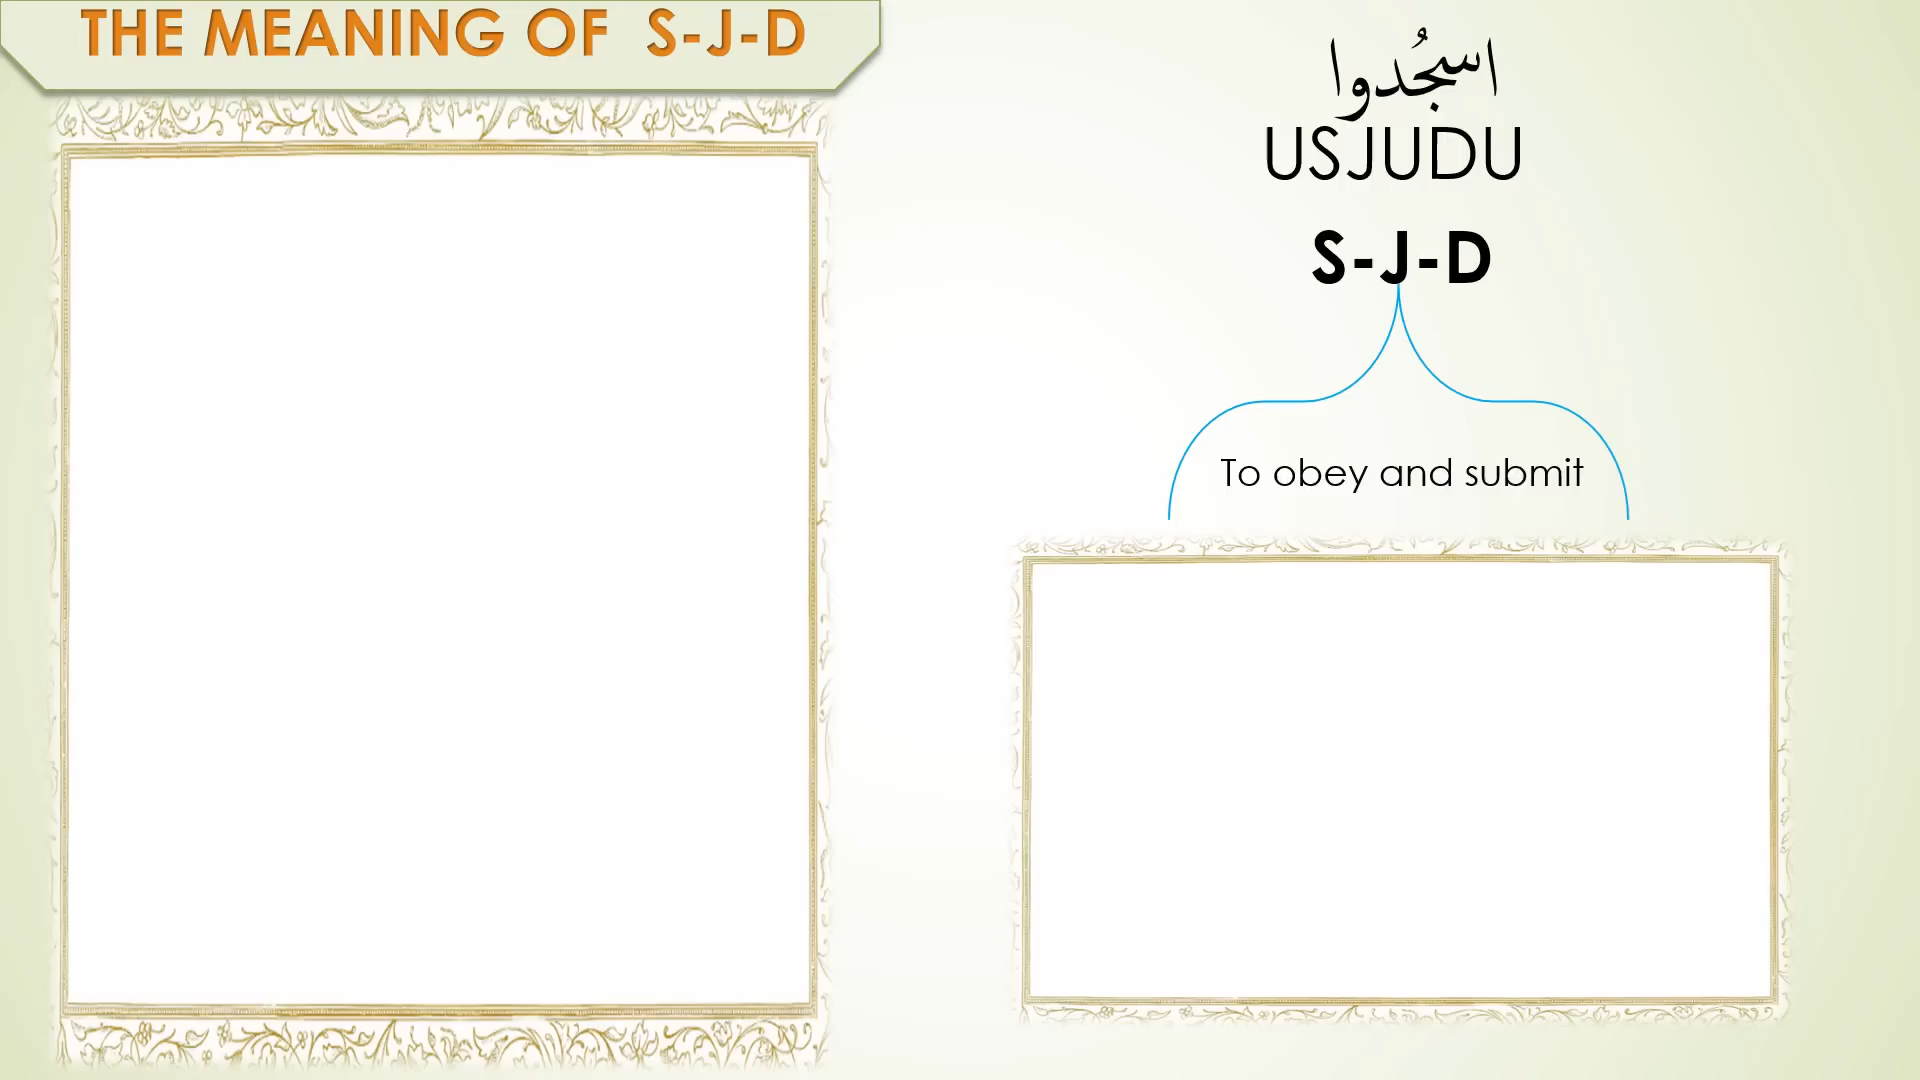 THE MEANING OF S-J-D
اسجُدوا
USJUDU
S-J-D
To obey and submit